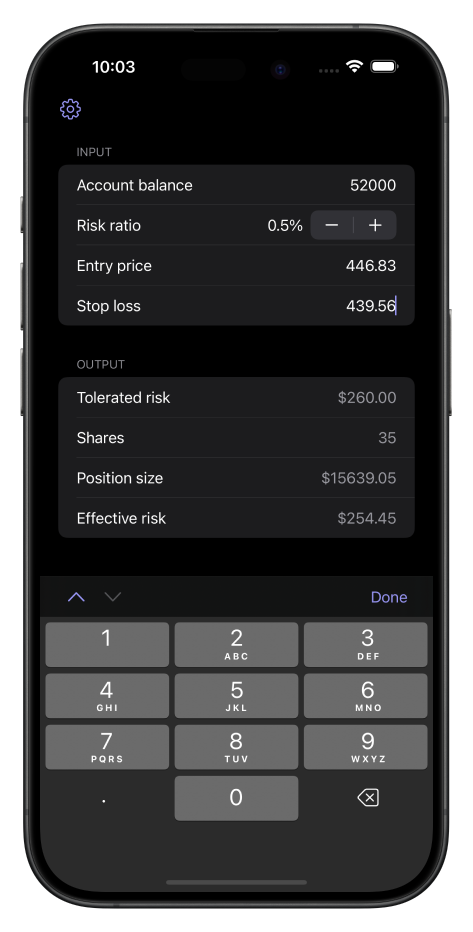 10:03
INPUT
Account balance 52000
Risk ratio 0.5% − +
Entry price 446.83
Stop loss 439.56
OUTPUT
Tolerated risk $260.00
Shares 35
Position size $15639.05
Effective risk $254.45
Done
1 2 ABC 3 DEF
4 GHI 5 JKL 6 MNO
7 PQRS 8 TUV 9 WXYZ
. 0